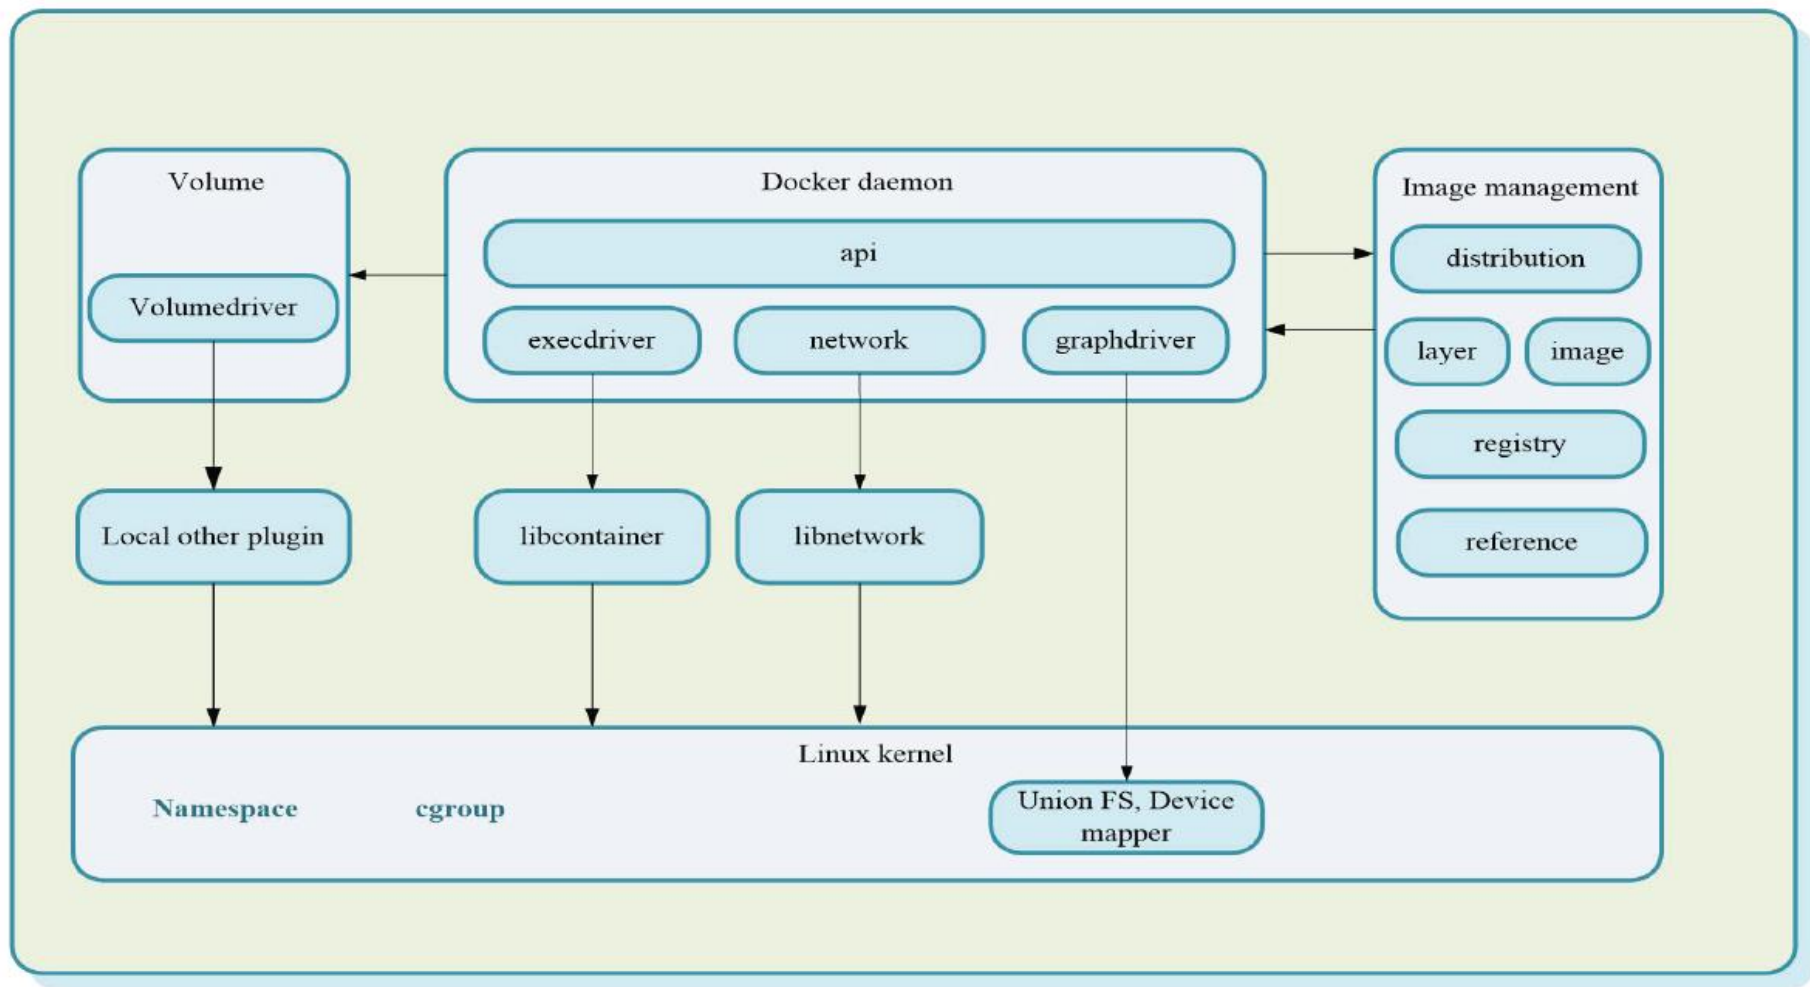 Volume
Docker daemon
Image management
api
distribution
Volumedriver
execdriver
network
graphdriver
layer
image
registry
Local other plugin
libcontainer
libnetwork
reference
Linux kernel
Namespace
cgroup
Union FS, Device
mapper